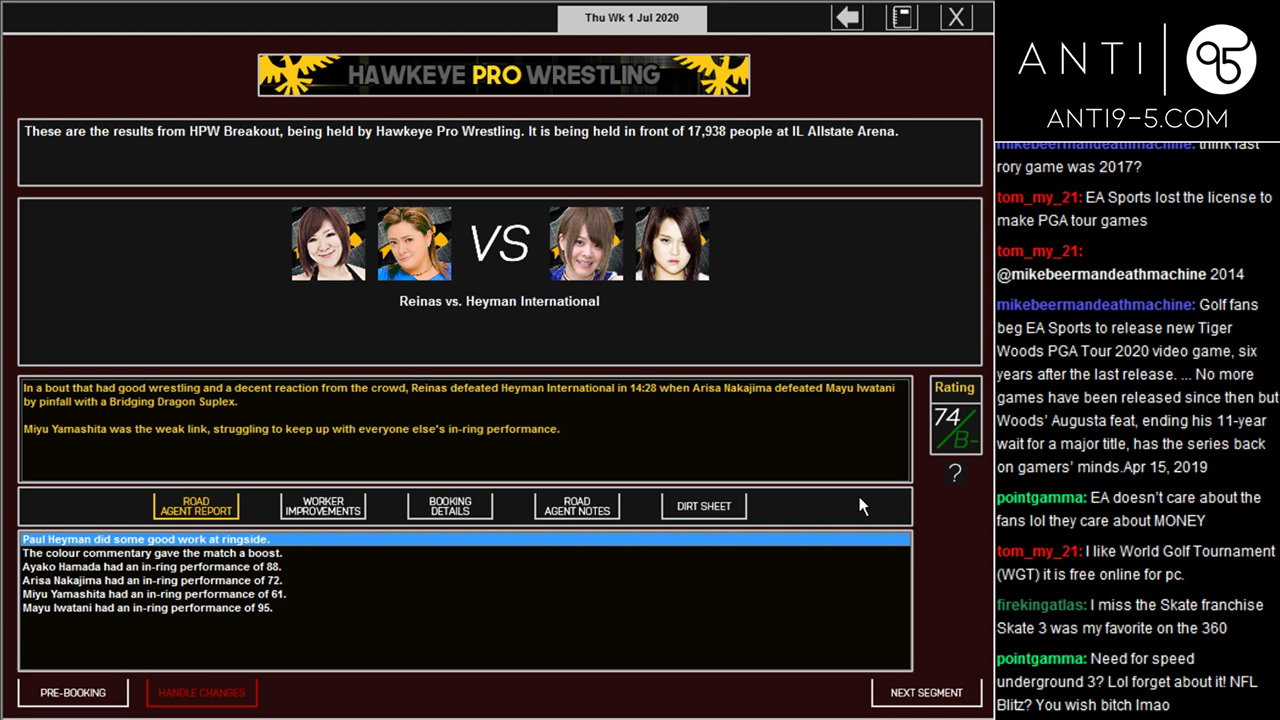 Thu Wk 1 Jul 2020
X
HAWKEYE PRO WRESTLING
These are the results from HPW Breakout, being held by Hawkeye Pro Wrestling. It is being held in front of 17,938 people at IL Allstate Arena.
VS
Reinas vs. Heyman International
In a bout that had good wrestling and a decent reaction from the crowd, Reinas defeated Heyman International in 14:28 when Arisa Nakajima defeated Mayu Iwatani
by pinfall with a Bridging Dragon Suplex.
Miyu Yamashita was the weak link, struggling to keep up with everyone else's in-ring performance.
Rating
74/B-
?
ROAD
AGENT REPORT
WORKER
IMPROVEMENTS
BOOKING
DETAILS
ROAD
AGENT NOTES
DIRT SHEET
Paul Heyman did some good work at ringside.
The colour commentary gave the match a boost.
Ayako Hamada had an in-ring performance of 88.
Arisa Nakajima had an in-ring performance of 72.
Miyu Yamashita had an in-ring performance of 61.
Mayu Iwatani had an in-ring performance of 95.
PRE-BOOKING
HANDLE CHANGES
NEXT SEGMENT
ANTI 95
ANTI9-5.COM
mikebeermandeathmachine: think last
rory game was 2017?
tom_my_21: EA Sports lost the license to
make PGA tour games
tom_my_21:
@mikebeermandeathmachine 2014
mikebeermandeathmachine: Golf fans
beg EA Sports to release new Tiger
Woods PGA Tour 2020 video game, six
years after the last release. ... No more
games have been released since then but
Woods' Augusta feat, ending his 11-year
wait for a major title, has the series back
on gamers' minds.Apr 15, 2019
pointgamma: EA doesn't care about the
fans lol they care about MONEY
tom_my_21: I like World Golf Tournament
(WGT) it is free online for pc.
firekingatlas: I miss the Skate franchise
Skate 3 was my favorite on the 360
pointgamma: Need for speed
underground 3? Lol forget about it! NFL
Blitz? You wish bitch lmao